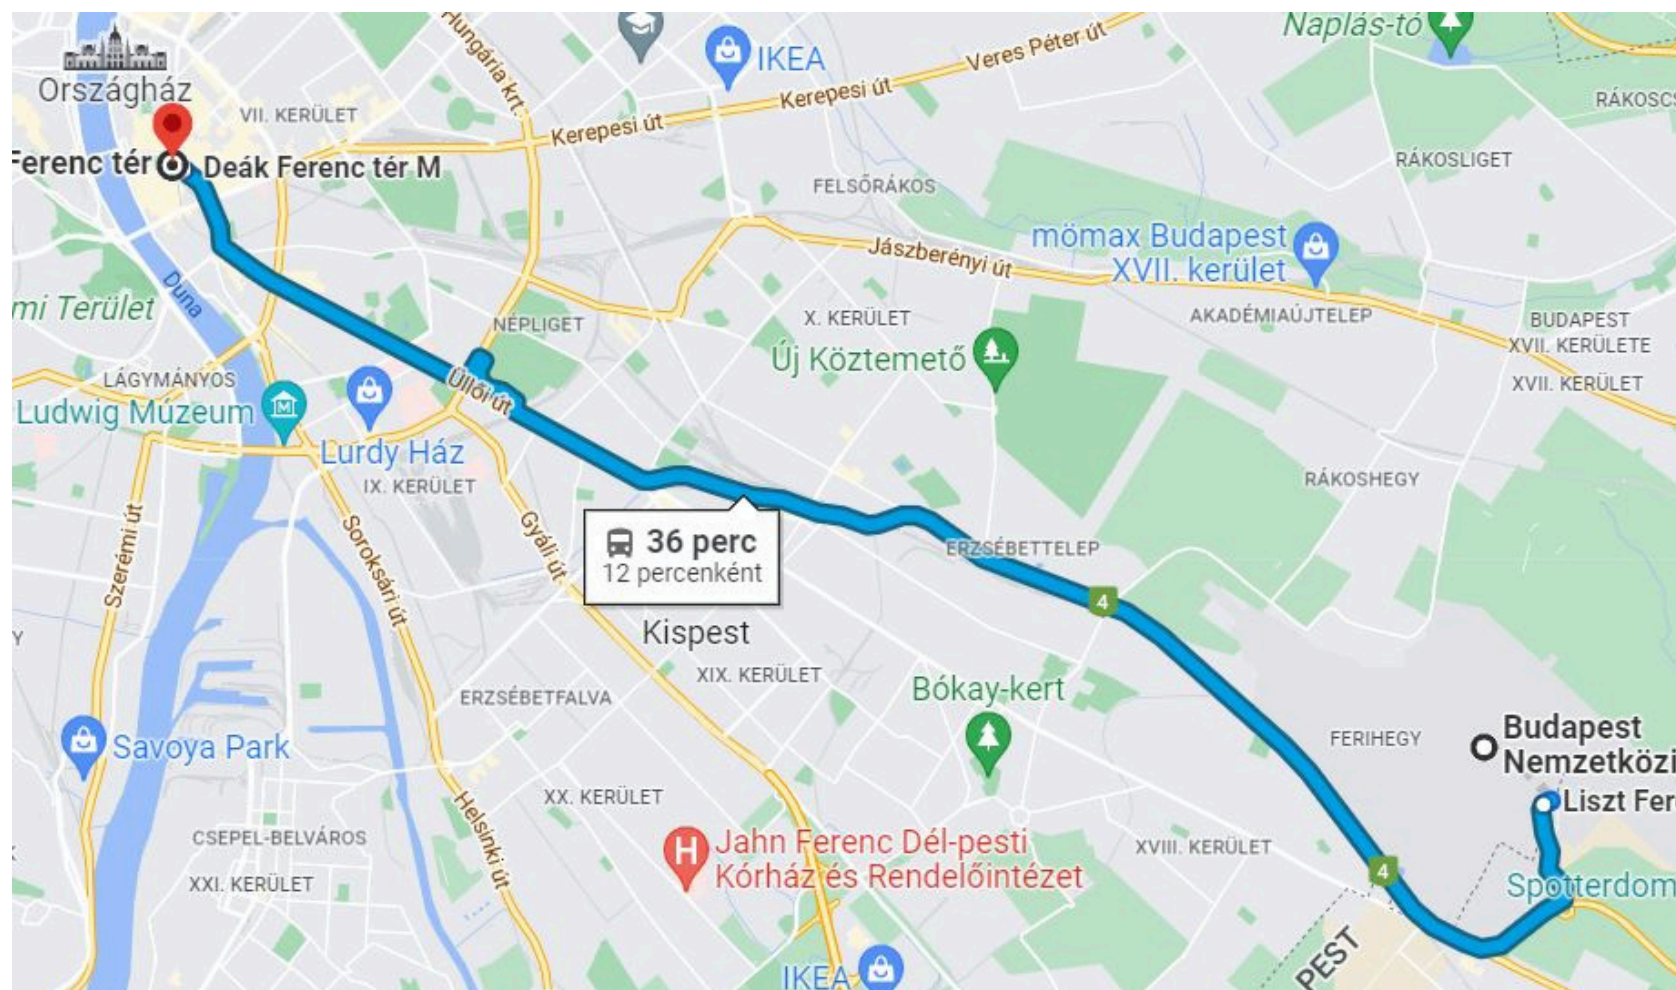 Naplás-tó
IKEA
Veres Péter út
Hungária krt.
Országház
Kerepesi út
RÁKOSCS
VII. KERÜLET
Kerepesi út
Ferenc tér
Deák Ferenc tér M
RÁKOSLIGET
FELSŐRÁKOS
mömax Budapest
XVII. kerület
Jászberényi út
Duna
mi Terület
NÉPLIGET
X. KERÜLET
AKADÉMIAÚJTELEP
BUDAPEST
XVII. KERÜLETE
Új Köztemető
XVII. KERÜLET
LÁGYMÁNYOS
Üllői út
Ludwig Múzeum
Lurdy Ház
IX. KERÜLET
RÁKOSHEGY
Szerémi út
Soroksári út
Gyáli út
36 perc
12 percenként
ERZSÉBETTELEP
4
Y
Kispest
XIX. KERÜLET
Bókay-kert
ERZSÉBETFALVA
Savoya Park
FERIHEGY
Budapest
Nemzetközi
Liszt Fer
XX. KERÜLET
Helsinki út
CSEPEL-BELVÁROS
XXI. KERÜLET
H
Jahn Ferenc Dél-pesti
Kórház és Rendelőintézet
XVIII. KERÜLET
4
Spotterdom
PEST
IKEA